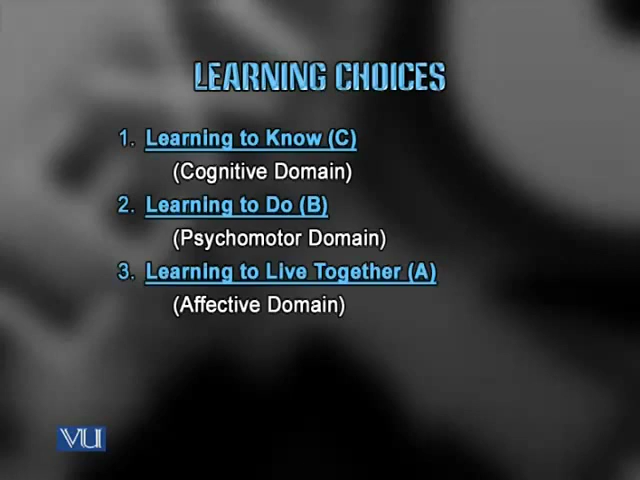 LEARNING CHOICES
1. Learning to Know (C)
(Cognitive Domain)
2. Learning to Do (B)
(Psychomotor Domain)
3. Learning to Live Together (A)
(Affective Domain)
VU